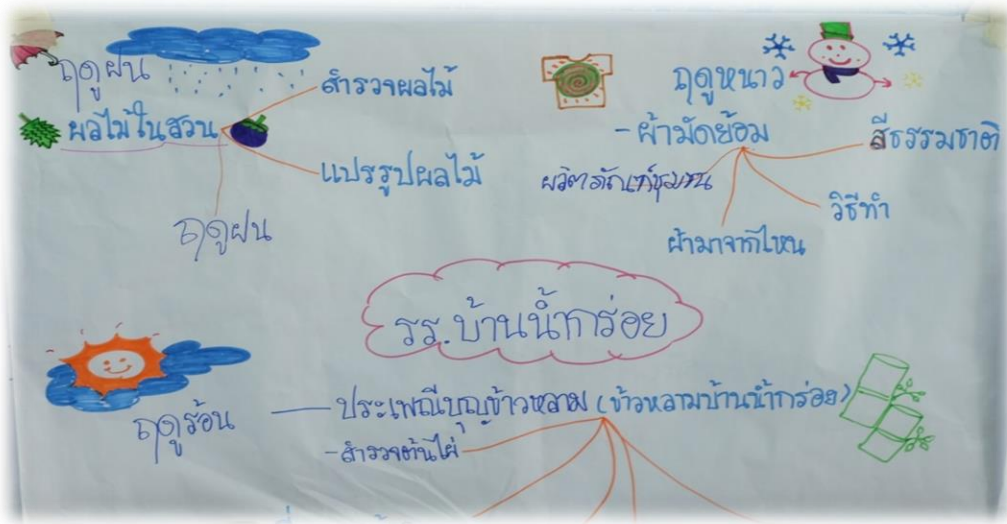 ฤดูฝน
ผลไม้ในสวน
สำรวจผลไม้
แปรรูปผลไม้
ฤดูฝน
ฤดูหนาว
-ผ้ามัดย้อม
สีธรรมชาติ
ผลิตภัณฑ์ชุมชน
วิธีทำ
ผ้ามาจากไหน
รร.บ้านน้ำกร่อย
ฤดูร้อน
ประเพณีบุญข้าวหลาม (ข้าวหลามบ้านน้ำกร่อย)
-สำรวจต้นไผ่